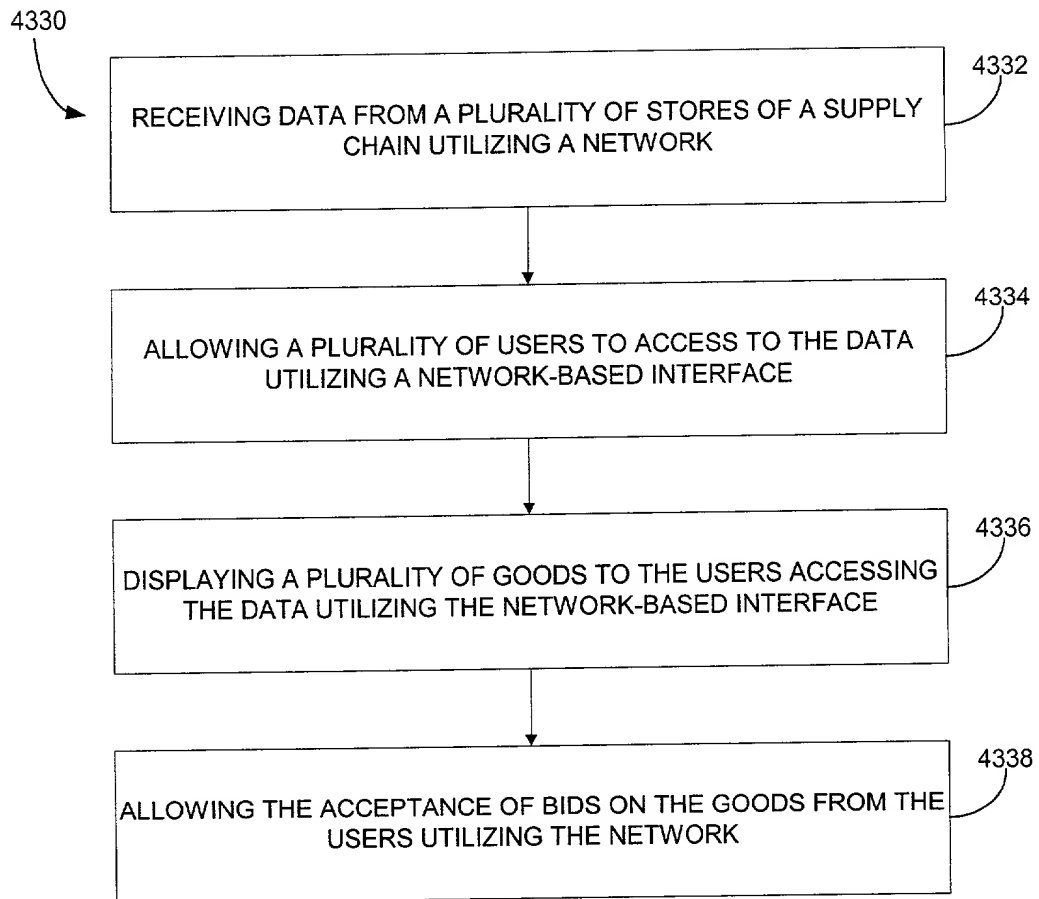 4330
4332
RECEIVING DATA FROM A PLURALITY OF STORES OF A SUPPLY
CHAIN UTILIZING A NETWORK
4334
ALLOWING A PLURALITY OF USERS TO ACCESS TO THE DATA
UTILIZING A NETWORK-BASED INTERFACE
4336
DISPLAYING A PLURALITY OF GOODS TO THE USERS ACCESSING
THE DATA UTILIZING THE NETWORK-BASED INTERFACE
4338
ALLOWING THE ACCEPTANCE OF BIDS ON THE GOODS FROM THE
USERS UTILIZING THE NETWORK